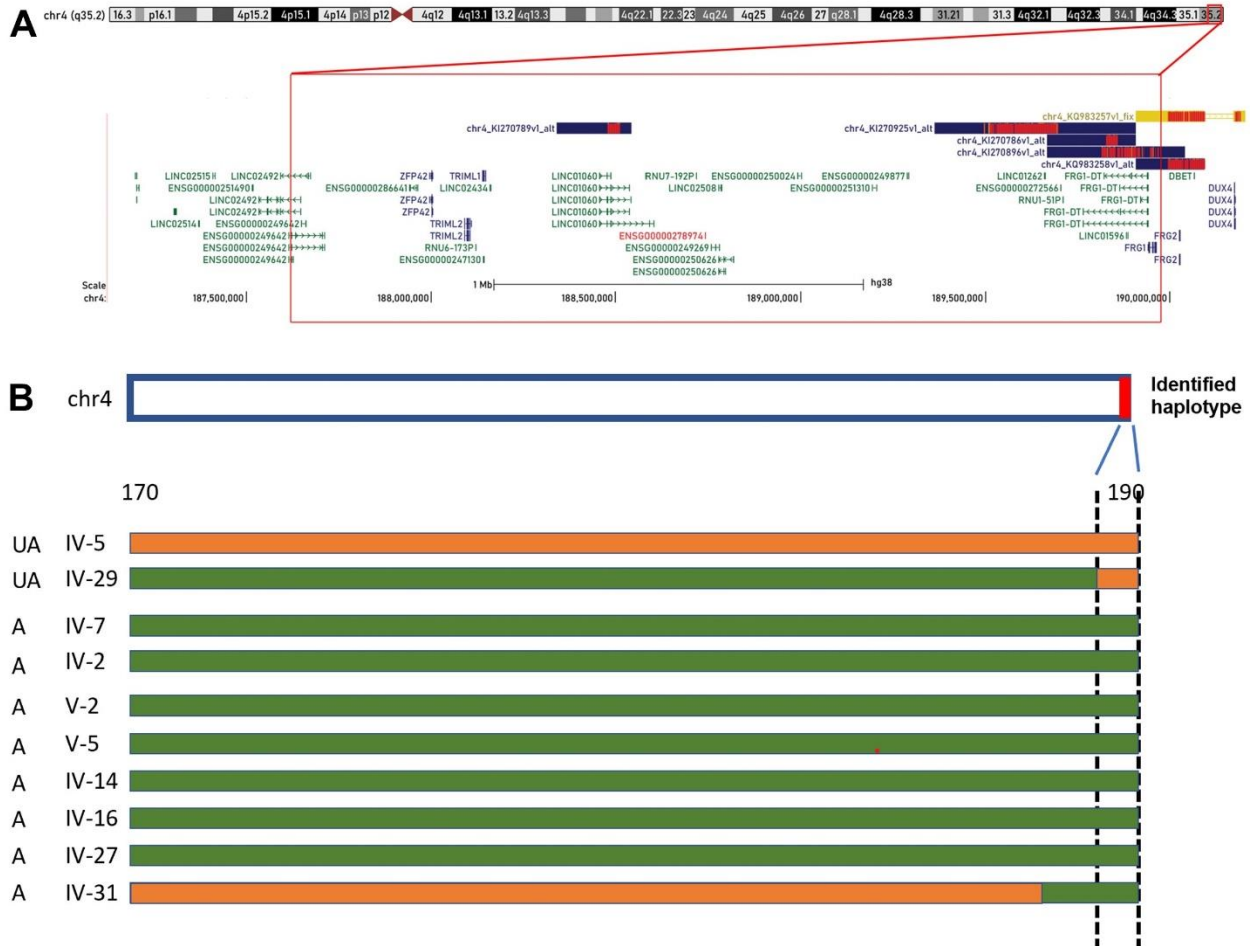 A
chr4 (q35.2) 16.3 p16.1 4p15.2 4p15.1 4p14 p13 p12 4q12 4q13.1 13.2 4q13.3 4q22.1 22.3 23 4q24 4q25 4q26 27 q28.1 4q28.3 31.21 31.3 4q32.1 4q32.3 34.1 4q34.3 35.1 35.2
chr4_KQ983257v1_fix
chr4_KI270789v1_alt chr4_KI270925v1_alt
chr4_KI270786v1_alt
chr4_KI270896v1_alt
chr4_KQ983258v1_alt
LINC02515 LINC02492 ZFP42 TRIML1 LINC01060 RNU7-192P ENSG00000250024 ENSG00000249877 LINC01262 FRG1-DT DBET
ENSG00000251490 ENSG00000286641 LINC02434 LINC01060 LINC02508 ENSG00000251310 ENSG00000272566 FRG1-DT DUX4
LINC02492 ZFP42 LINC01060 RNU1-51P FRG1-DT DUX4
LINC02492 ZFP42 LINC01060 FRG1-DT DUX4
LINC02514 ENSG00000249642 TRIML2 LINC01060 FRG1-DT DUX4
ENSG00000249642 TRIML2 ENSG00000278974 LINC01596 FRG2
ENSG00000249642 RNU6-173P ENSG00000249269 FRG1
ENSG00000249642 ENSG00000247130 ENSG00000250626 FRG2
ENSG00000250626
Scale 1 Mb hg38
chr4: 187,500,000 188,000,000 188,500,000 189,000,000 189,500,000 190,000,000
B
chr4
Identified
haplotype
170 190
UA IV-5
UA IV-29
A IV-7
A IV-2
A V-2
A V-5
A IV-14
A IV-16
A IV-27
A IV-31